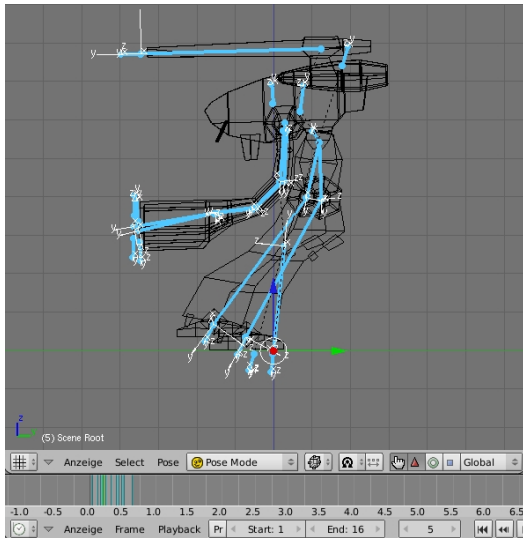 (5) Scene Root
Anzeige Select Pose Pose Mode Global
-1.0 -0.5 0.0 0.5 1.0 1.5 2.0 2.5 3.0 3.5 4.0 4.5 5.0 5.5 6.0 6.5
Anzeige Frame Playback Pr Start: 1 End: 16 5